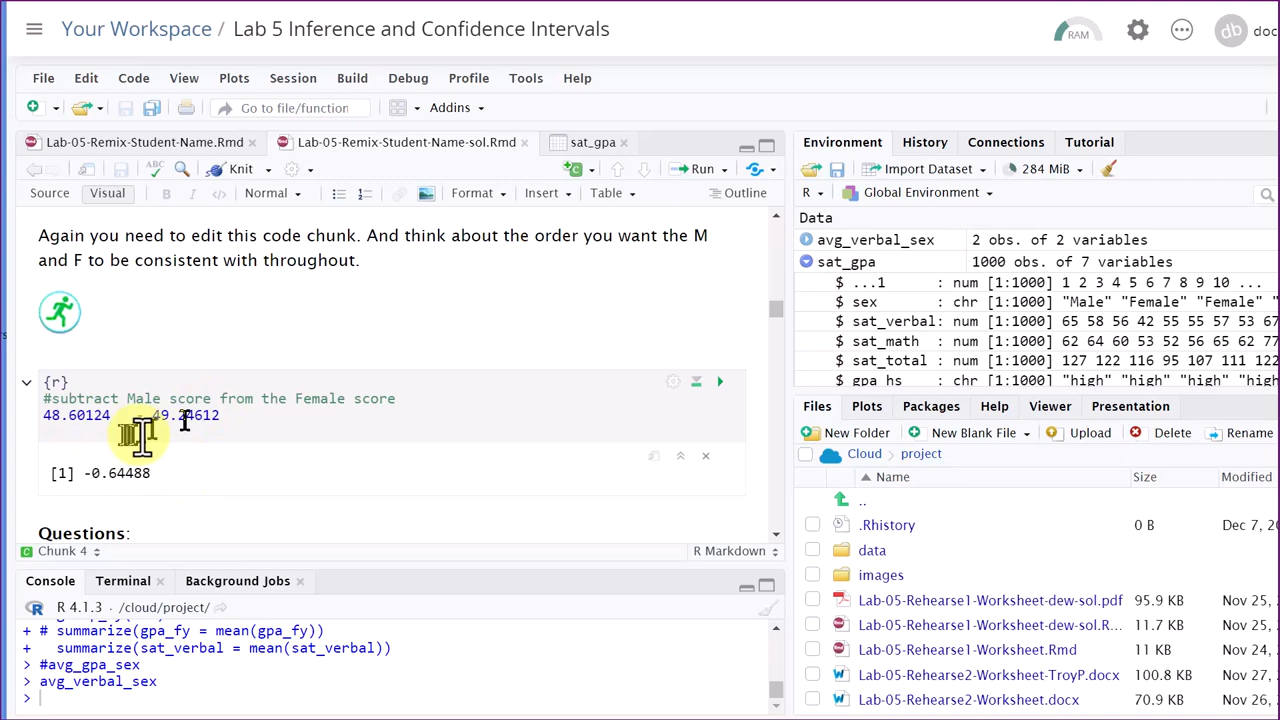 Your Workspace / Lab 5 Inference and Confidence Intervals
RAM
db
doc
File Edit Code View Plots Session Build Debug Profile Tools Help
Go to file/function
Addins
Lab-05-Remix-Student-Name.Rmd
Lab-05-Remix-Student-Name-sol.Rmd
sat_gpa
ABC
Knit
Run
Source Visual
B I
Normal
Format
Insert
Table
Outline
Again you need to edit this code chunk. And think about the order you want the M
and F to be consistent with throughout.
{r}
#subtract Male score from the Female score
48.60124 - 49.24612
[1] -0.64488
Questions:
Chunk 4
R Markdown
Console Terminal Background Jobs
R 4.1.3 · /cloud/project/
+ # summarize(gpa_fy = mean(gpa_fy))
+ summarize(sat_verbal = mean(sat_verbal))
> #avg_gpa_sex
> avg_verbal_sex
>
Environment History Connections Tutorial
Import Dataset
284 MiB
R
Global Environment
Data
avg_verbal_sex 2 obs. of 2 variables
sat_gpa 1000 obs. of 7 variables
$ ...1 : num [1:1000] 1 2 3 4 5 6 7 8 9 10 ...
$ sex : chr [1:1000] "Male" "Female" "Female" "
$ sat_verbal: num [1:1000] 65 58 56 42 55 55 57 53 67
$ sat_math : num [1:1000] 62 64 60 53 52 56 65 62 77
$ sat_total : num [1:1000] 127 122 116 95 107 111 122
$ gpa_hs : chr [1:1000] "high" "high" "high" "high"
Files Plots Packages Help Viewer Presentation
New Folder
New Blank File
Upload
Delete
Rename
Cloud project
Name Size Modified
..
.Rhistory 0 B Dec 7, 2
data
images
Lab-05-Rehearse1-Worksheet-dew-sol.pdf 95.9 KB Nov 25,
Lab-05-Rehearse1-Worksheet-dew-sol.R... 11.7 KB Nov 25,
Lab-05-Rehearse1-Worksheet.Rmd 11 KB Nov 24,
Lab-05-Rehearse2-Worksheet-TroyP.docx 100.8 KB Nov 27,
Lab-05-Rehearse2-Worksheet.docx 70.9 KB Nov 26,